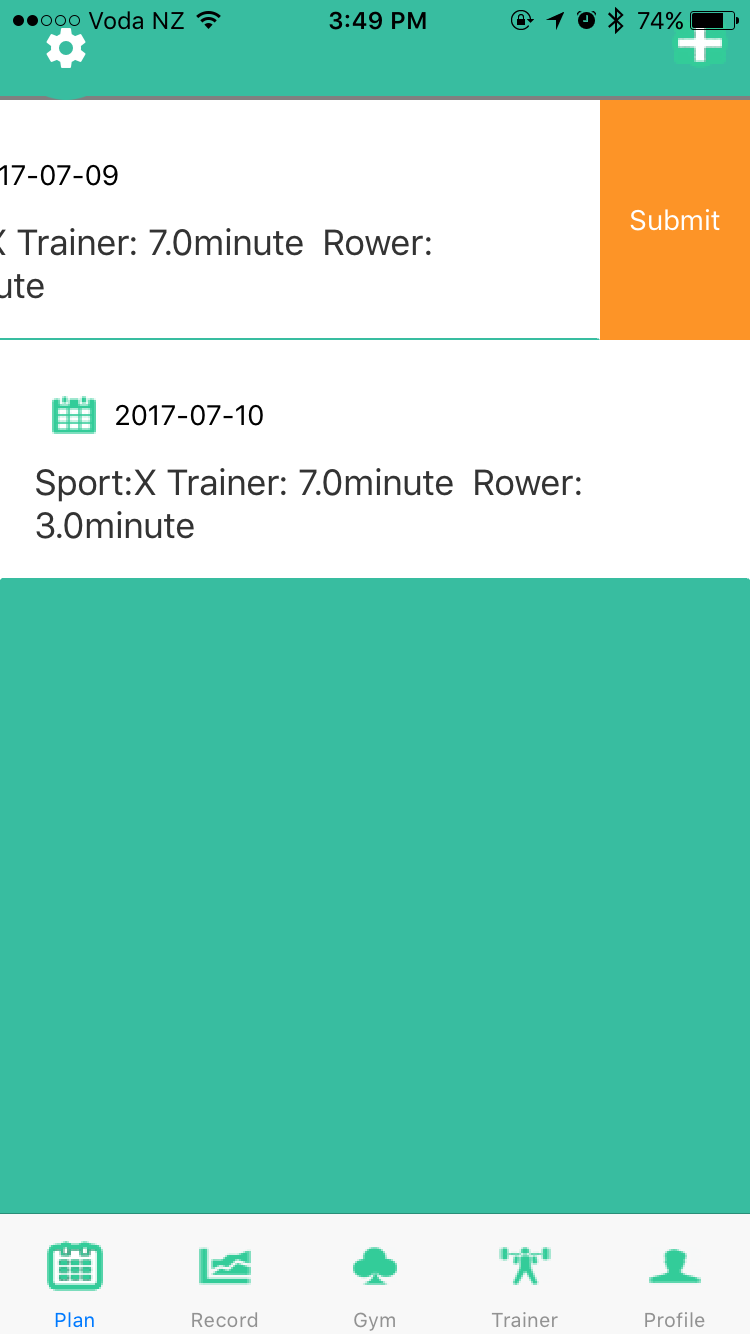 Voda NZ 3:49 PM 74%
17-07-09
X Trainer: 7.0minute Rower:
ute
Submit
2017-07-10
Sport:X Trainer: 7.0minute Rower:
3.0minute
Plan Record Gym Trainer Profile